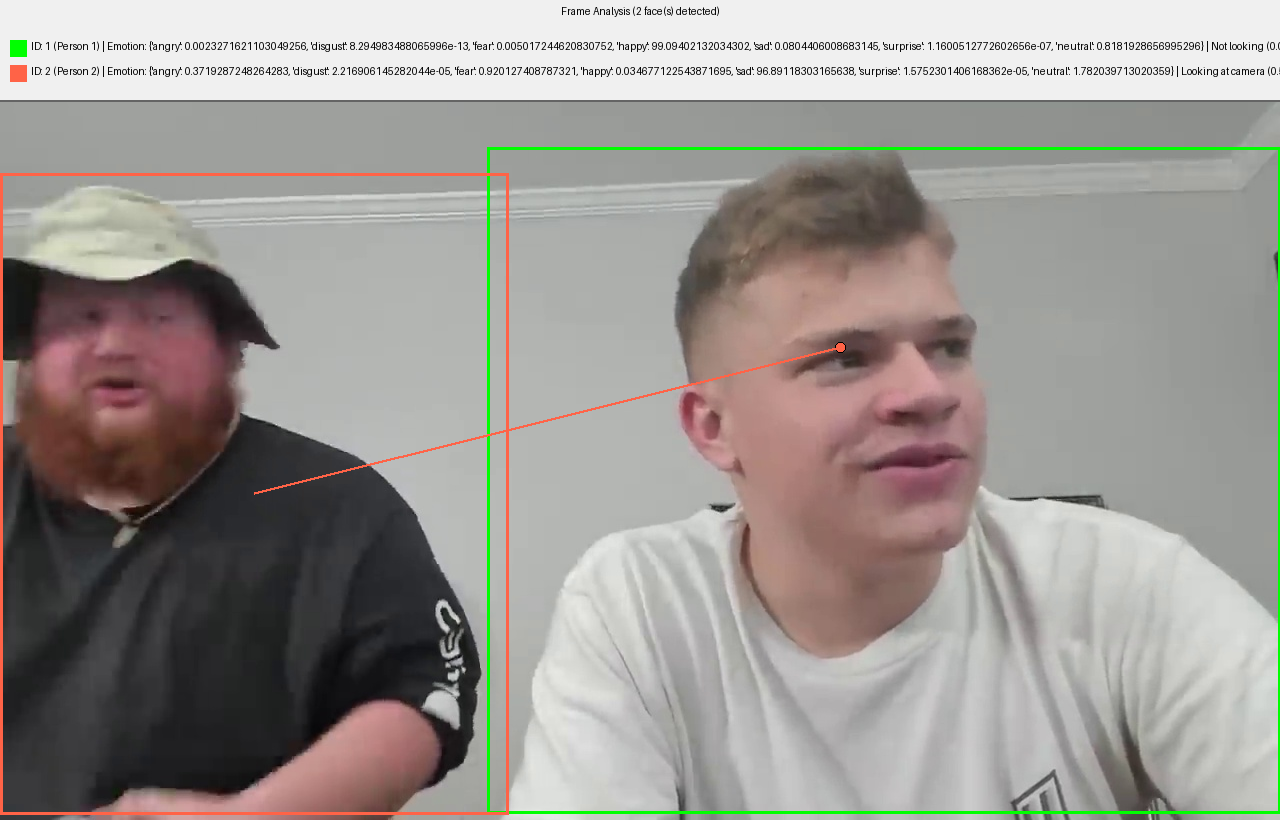 Frame Analysis (2 face(s) detected)
ID: 1 (Person 1) | Emotion: {'angry': 0.0023271621103049256, 'disgust': 8.294983488065996e-13, 'fear': 0.005017244620830752, 'happy': 99.09402132034302, 'sad': 0.0804406008683145, 'surprise': 1.1600512772602656e-07, 'neutral': 0.8181928656995296} | Not looking (0.0
ID: 2 (Person 2) | Emotion: {'angry': 0.3719287248264283, 'disgust': 2.216906145282044e-05, 'fear': 0.920127408787321, 'happy': 0.034677122543871695, 'sad': 96.89118303165638, 'surprise': 1.5752301406168362e-05, 'neutral': 1.782039713020359} | Looking at camera (0.